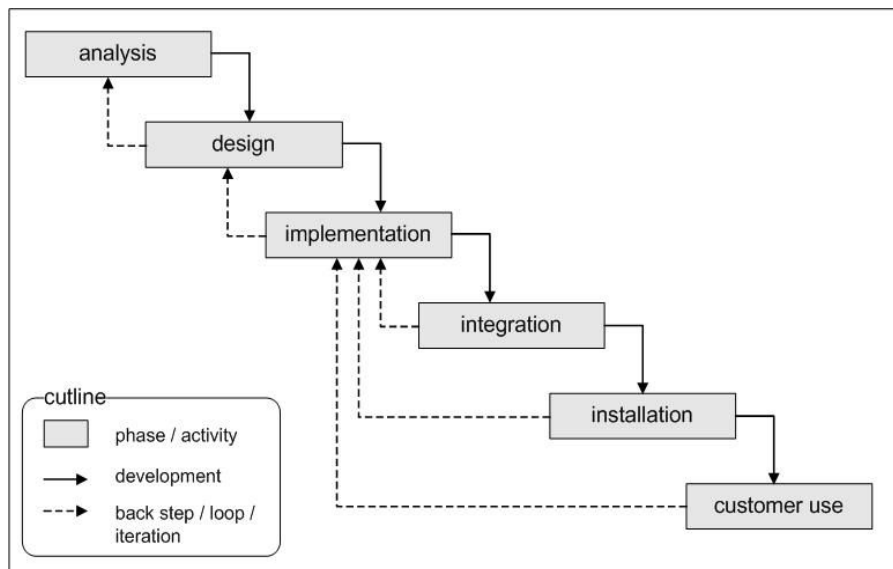 analysis
design
implementation
integration
installation
customer use
cutline
phase / activity
development
back step / loop /
iteration